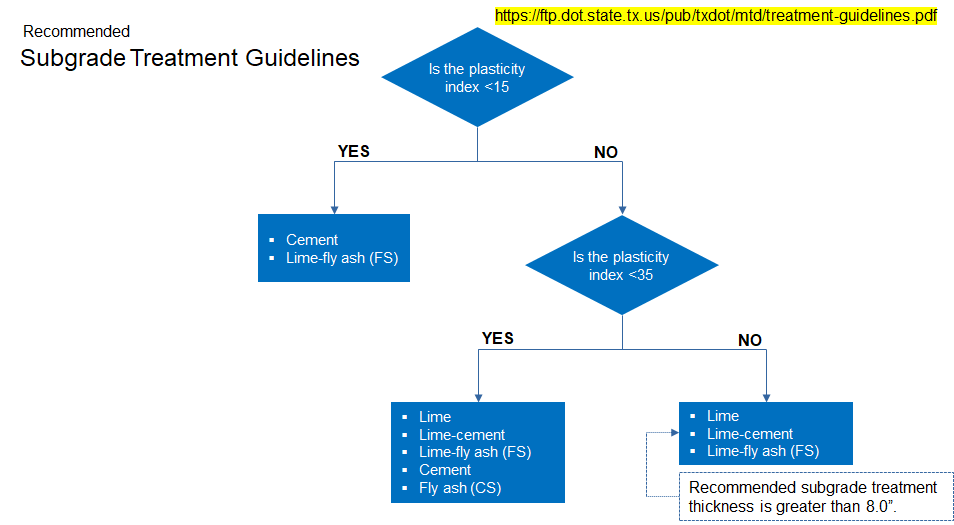 https://ftp.dot.state.tx.us/pub/txdot/mtd/treatment-guidelines.pdf
Recommended
Subgrade Treatment Guidelines
Is the plasticity
index <15
YES
NO
▪ Cement
▪ Lime-fly ash (FS)
Is the plasticity
index <35
YES
NO
▪ Lime
▪ Lime-cement
▪ Lime-fly ash (FS)
▪ Cement
▪ Fly ash (CS)
▪ Lime
▪ Lime-cement
▪ Lime-fly ash (FS)
Recommended subgrade treatment
thickness is greater than 8.0”.